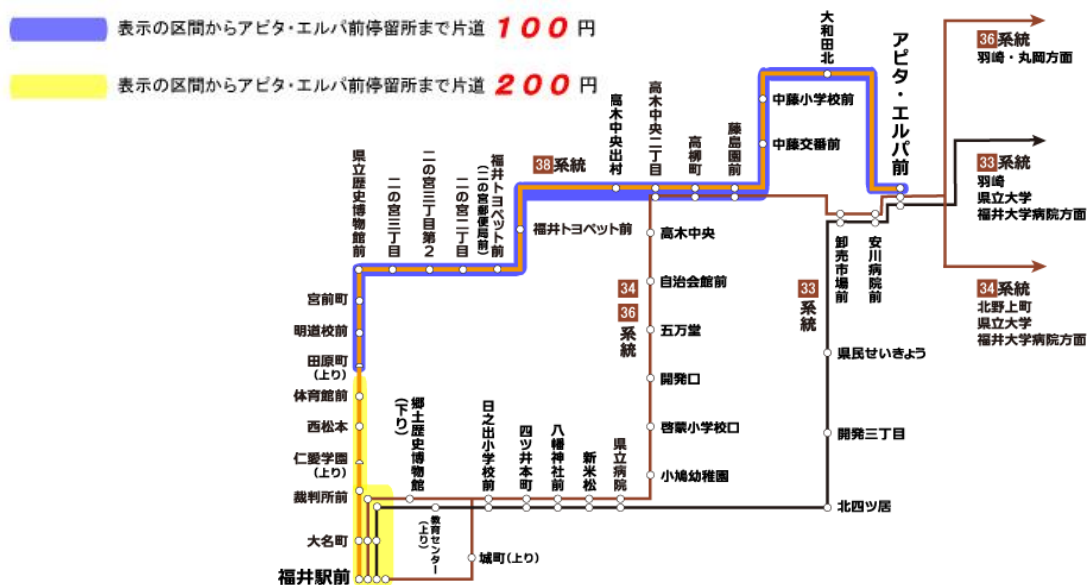 表示の区間からアピタ・エルパ前停留所まで片道 100 円
表示の区間からアピタ・エルパ前停留所まで片道 200 円
大和田北
アピタ・エルパ前
36系統
羽崎・丸岡方面
中藤小学校前
中藤交番前
高木中央出村
高木中央二丁目
高柳町
藤島園前
38系統
33系統
羽崎
県立大学
福井大学病院方面
県立歴史博物館前
二の宮三丁目
二の宮三丁目第2
二の宮二丁目
福井トヨペット前
(二の宮郵便局前)
福井トヨペット前
高木中央
卸売市場前
安川病院前
34系統
北野上町
県立大学
福井大学病院方面
宮前町
明道校前
田原町
(上り)
自治会館前
34
36
系統
33
系統
五万堂
県民せいきょう
開発口
体育館前
西松本
仁愛学園
(上り)
郷土歴史博物館
(下り)
日之出小学校前
四ツ井本町
八幡神社前
新米松
県立病院
啓蒙小学校口
開発三丁目
小鳩幼稚園
裁判所前
北四ツ居
大名町
教育センター
(上り)
城町(上り)
福井駅前